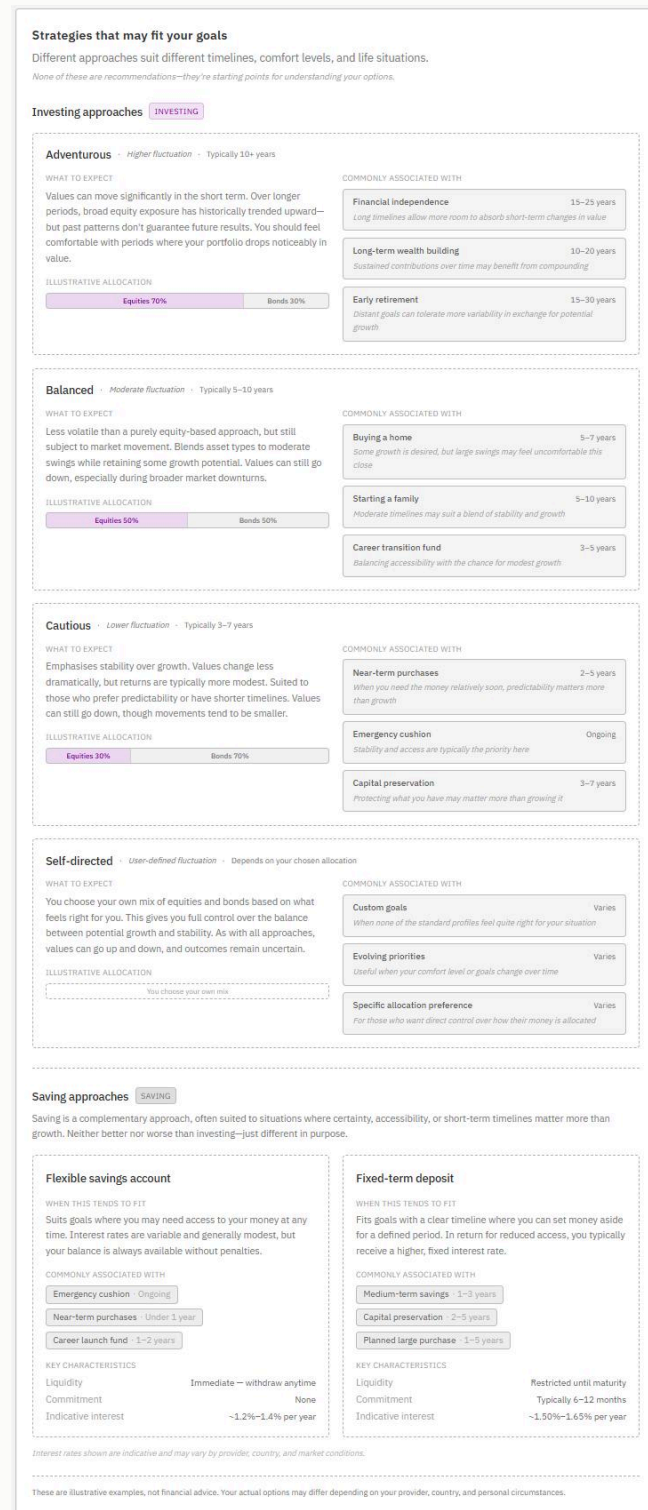 Strategies that may fit your goals
Different approaches suit different timelines, comfort levels, and life situations.
None of these are recommendations—they're starting points for understanding your options.
Investing approaches INVESTING
Adventurous · Higher fluctuation · Typically 10+ years
WHAT TO EXPECT
Values can move significantly in the short term. Over longer
periods, broad equity exposure has historically trended upward—
but past patterns don't guarantee future results. You should feel
comfortable with periods where your portfolio drops noticeably in
value.
ILLUSTRATIVE ALLOCATION
Equities 70% Bonds 30%
COMMONLY ASSOCIATED WITH
Financial independence 15–25 years
Long timelines allow more room to absorb short-term changes in value
Long-term wealth building 10–20 years
Sustained contributions over time may benefit from compounding
Early retirement 15–30 years
Distant goals can tolerate more variability in exchange for potential
growth
Balanced · Moderate fluctuation · Typically 5–10 years
WHAT TO EXPECT
Less volatile than a purely equity-based approach, but still
subject to market movement. Blends asset types to moderate
swings while retaining some growth potential. Values can still go
down, especially during broader market downturns.
ILLUSTRATIVE ALLOCATION
Equities 50% Bonds 50%
COMMONLY ASSOCIATED WITH
Buying a home 5–7 years
Some growth is desired, but large swings may feel uncomfortable this
close
Starting a family 5–10 years
Moderate timelines may suit a blend of stability and growth
Career transition fund 3–5 years
Balancing accessibility with the chance for modest growth
Cautious · Lower fluctuation · Typically 3–7 years
WHAT TO EXPECT
Emphasises stability over growth. Values change less
dramatically, but returns are typically more modest. Suited to
those who prefer predictability or have shorter timelines. Values
can still go down, though movements tend to be smaller.
ILLUSTRATIVE ALLOCATION
Equities 30% Bonds 70%
COMMONLY ASSOCIATED WITH
Near-term purchases 2–5 years
When you need the money relatively soon, predictability matters more
than growth
Emergency cushion Ongoing
Stability and access are typically the priority here
Capital preservation 3–7 years
Protecting what you have may matter more than growing it
Self-directed · User-defined fluctuation · Depends on your chosen allocation
WHAT TO EXPECT
You choose your own mix of equities and bonds based on what
feels right for you. This gives you full control over the balance
between potential growth and stability. As with all approaches,
values can go up and down, and outcomes remain uncertain.
ILLUSTRATIVE ALLOCATION
You choose your own mix
COMMONLY ASSOCIATED WITH
Custom goals Varies
When none of the standard profiles feel quite right for your situation
Evolving priorities Varies
Useful when your comfort level or goals change over time
Specific allocation preference Varies
For those who want direct control over how their money is allocated
Saving approaches SAVING
Saving is a complementary approach, often suited to situations where certainty, accessibility, or short-term timelines matter more than
growth. Neither better nor worse than investing—just different in purpose.
Flexible savings account
WHEN THIS TENDS TO FIT
Suits goals where you may need access to your money at any
time. Interest rates are variable and generally modest, but
your balance is always available without penalties.
COMMONLY ASSOCIATED WITH
Emergency cushion · Ongoing
Near-term purchases · Under 1 year
Career launch fund · 1–2 years
KEY CHARACTERISTICS
Liquidity Immediate — withdraw anytime
Commitment None
Indicative interest ~1.2%–1.4% per year
Fixed-term deposit
WHEN THIS TENDS TO FIT
Fits goals with a clear timeline where you can set money aside
for a defined period. In return for reduced access, you typically
receive a higher, fixed interest rate.
COMMONLY ASSOCIATED WITH
Medium-term savings · 1–3 years
Capital preservation · 2–5 years
Planned large purchase · 1–5 years
KEY CHARACTERISTICS
Liquidity Restricted until maturity
Commitment Typically 6–12 months
Indicative interest ~1.50%–1.65% per year
Interest rates shown are indicative and may vary by provider, country, and market conditions.
These are illustrative examples, not financial advice. Your actual options may differ depending on your provider, country, and personal circumstances.